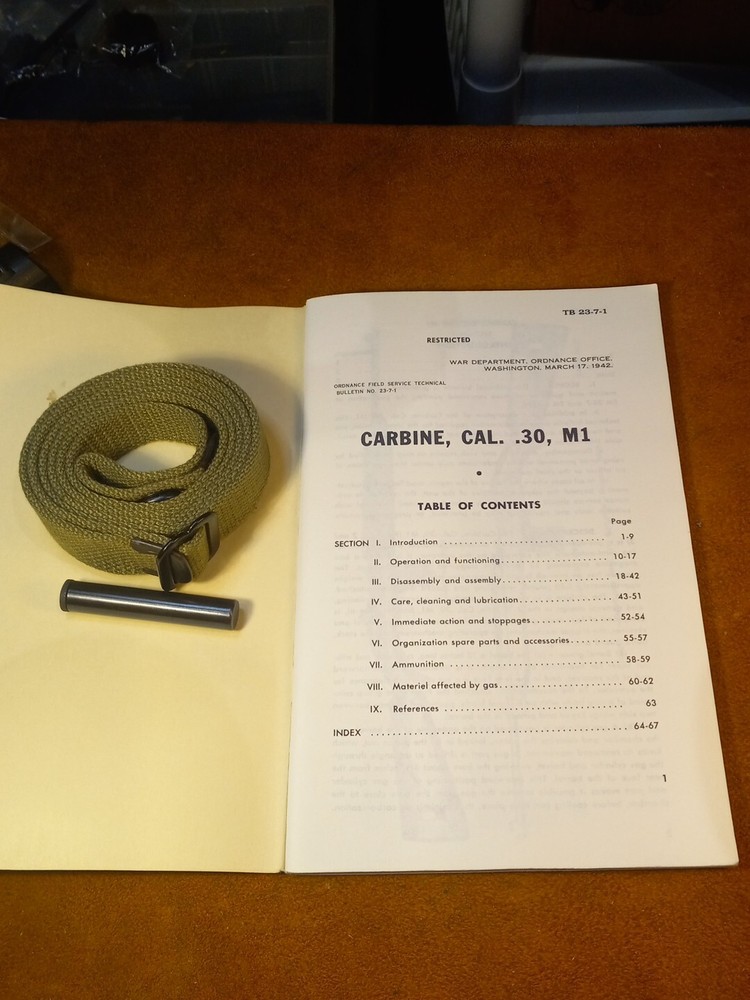 TB 23-7-1
RESTRICTED
WAR DEPARTMENT, ORDNANCE OFFICE,
WASHINGTON, MARCH 17, 1942.
ORDNANCE FIELD SERVICE TECHNICAL
BULLETIN NO. 23-7-1
CARBINE, CAL. .30, M1
•
TABLE OF CONTENTS
Page
SECTION I. Introduction .................................... 1-9
II. Operation and functioning......................... 10-17
III. Disassembly and assembly......................... 18-42
IV. Care, cleaning and lubrication..................... 43-51
V. Immediate action and stoppages................... 52-54
VI. Organization spare parts and accessories......... 55-57
VII. Ammunition ..................................... 58-59
VIII. Materiel affected by gas.......................... 60-62
IX. References ..................................... 63
INDEX ...................................................... 64-67
1